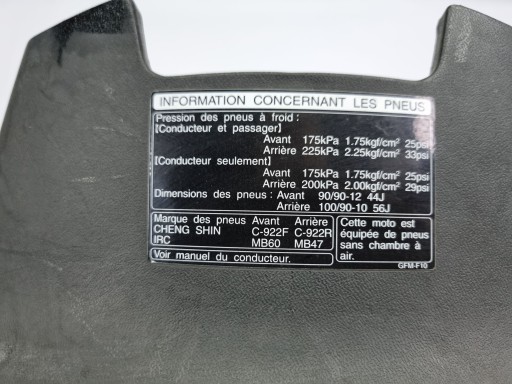 INFORMATION CONCERNANT LES PNEUS
Pression des pneus à froid :
[Conducteur et passager]
Avant 175kPa 1.75kgf/cm² 25psi
Arrière 225kPa 2.25kgf/cm² 33psi
[Conducteur seulement]
Avant 175kPa 1.75kgf/cm² 25psi
Arrière 200kPa 2.00kgf/cm² 29psi
Dimensions des pneus : Avant 90/90-12 44J
Arrière 100/90-10 56J
Marque des pneus Avant Arrière
CHENG SHIN C-922F C-922R
IRC MB60 MB47
Voir manuel du conducteur.
Cette moto est
équipée de pneus
sans chambre à
air.
GFM-F10